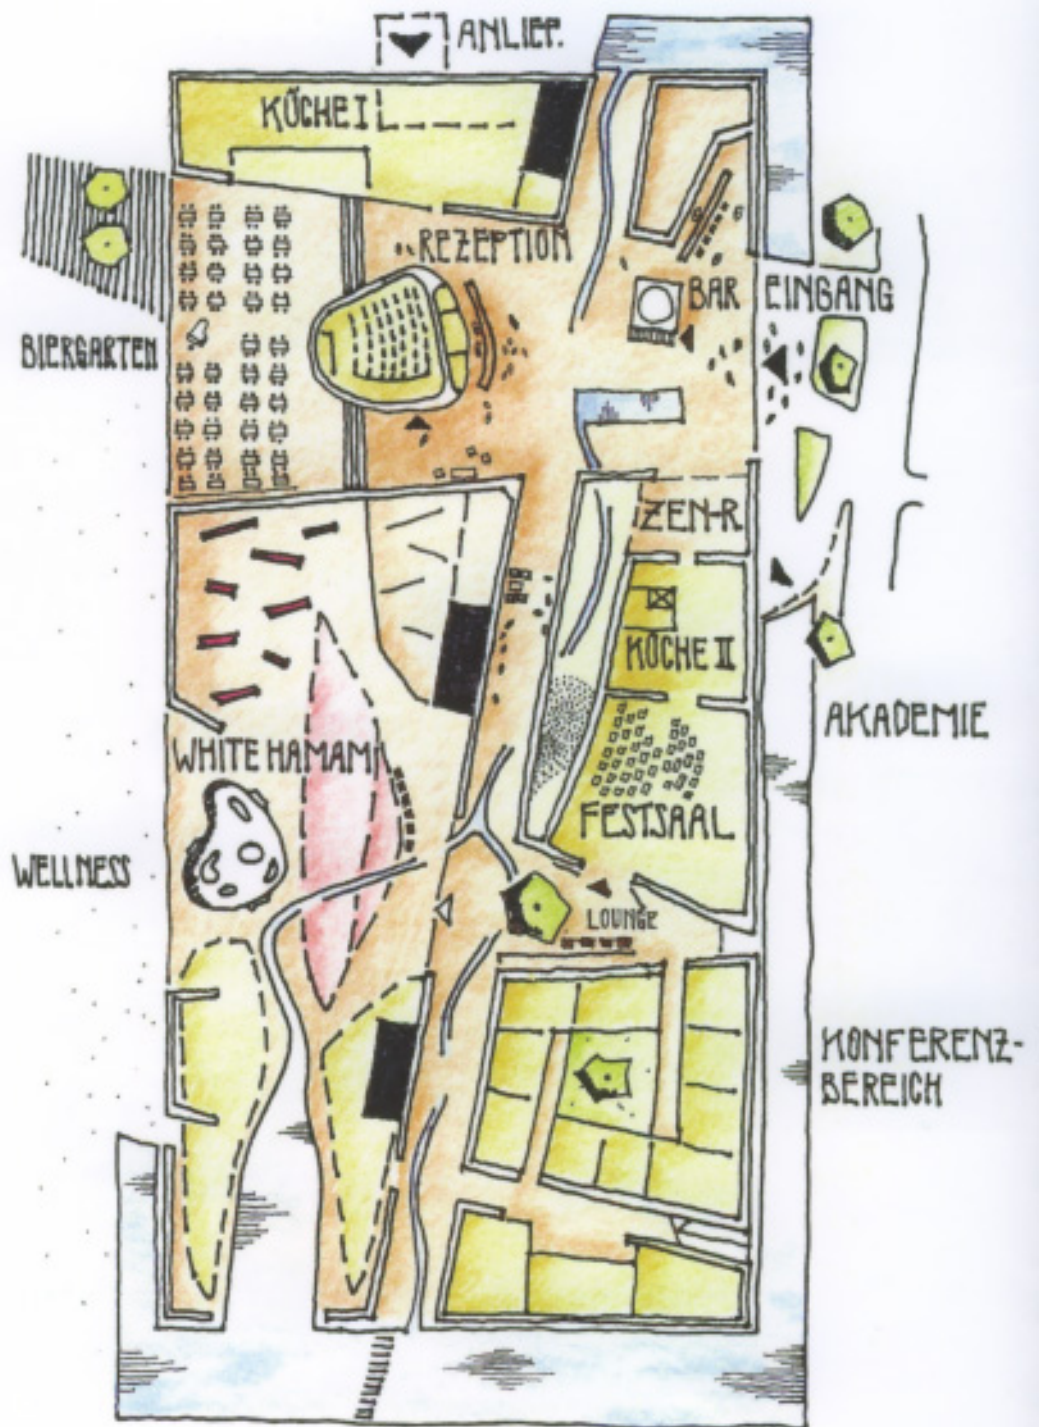 ANLIEF.
KÜCHE I
REZEPTION
BAR
EINGANG
BIERGARTEN
ZEN-R
KÜCHE II
AKADEMIE
WHITE HAMAM
FESTSAAL
WELLNESS
LOUNGE
KONFERENZ-
BEREICH